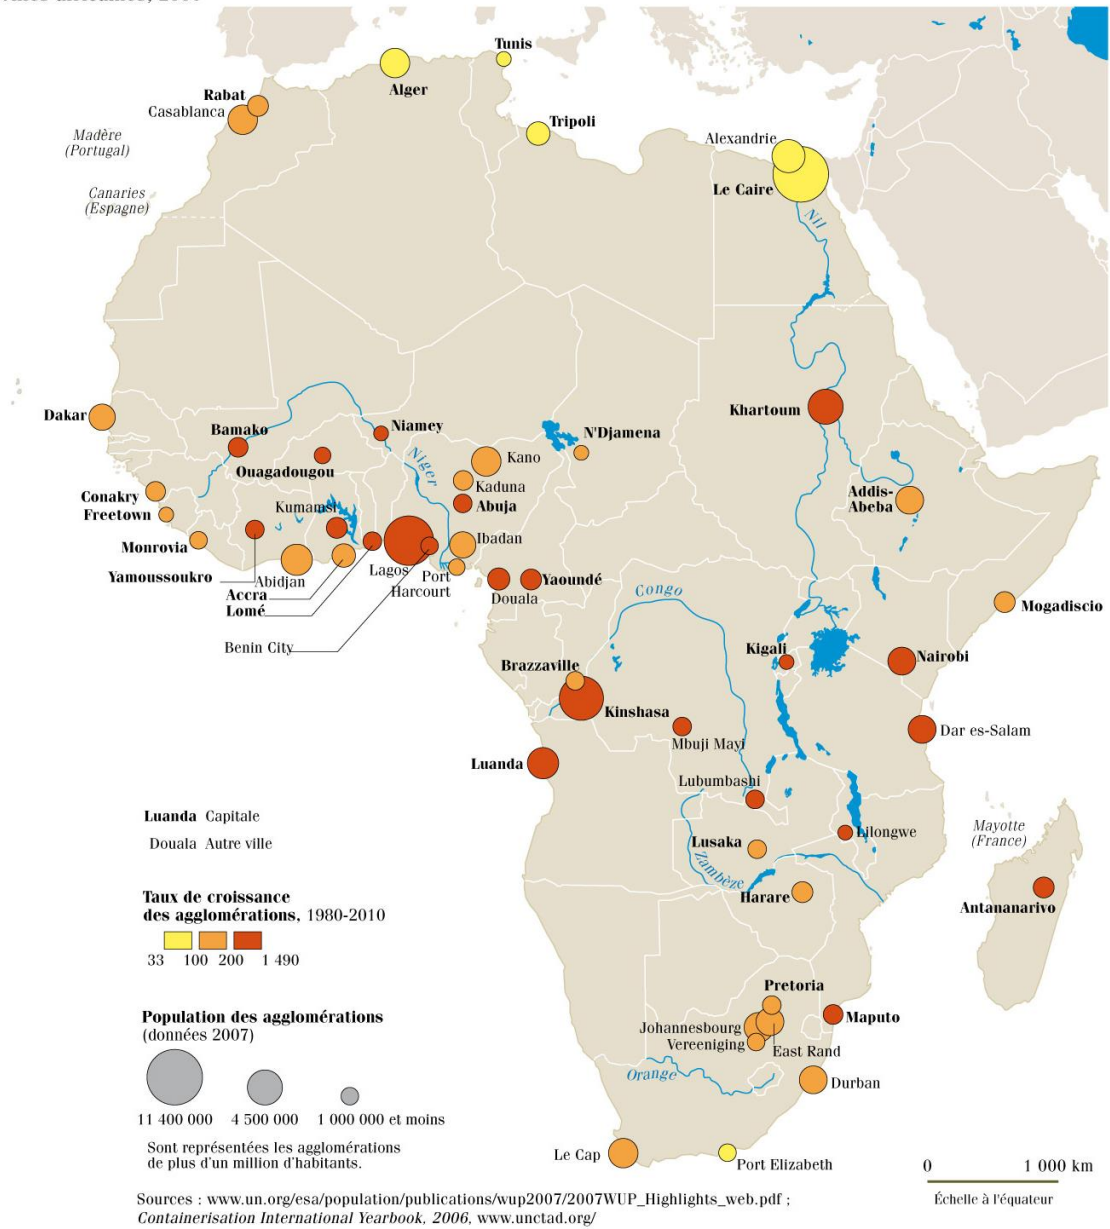 Tunis
Alger
Rabat
Casablanca
Tripoli
Madère
(Portugal)
Alexandrie
Canaries
(Espagne)
Le Caire
Nil
Dakar
Bamako
Niamey
N'Djamena
Khartoum
Ouagadougou
Niger
Kano
Kaduna
Conakry
Abuja
Addis-
Abeba
Freetown
Kumamsi
Monrovia
Ibadan
Yamoussoukro
Abidjan
Lagos
Port
Harcourt
Accra
Lomé
Douala
Yaoundé
Benin City
Congo
Mogadiscio
Kigali
Nairobi
Brazzaville
Kinshasa
Dar es-Salam
Mbuji Mayi
Luanda
Lubumbashi
Luanda Capitale
Lilongwe
Mayotte
(France)
Douala Autre ville
Lusaka
Zambèze
Harare
Antananarivo
Taux de croissance
des agglomérations, 1980-2010
33 100 200 1 490
Pretoria
Maputo
Johannesbourg
Vereeniging
East Rand
Orange
Durban
Population des agglomérations
(données 2007)
11 400 000 4 500 000 1 000 000 et moins
Sont représentées les agglomérations
de plus d'un million d'habitants.
Le Cap
Port Elizabeth
0 1 000 km
Échelle à l'équateur
Sources : www.un.org/esa/population/publications/wup2007/2007WUP_Highlights_web.pdf ;
Containerisation International Yearbook, 2006, www.unctad.org/